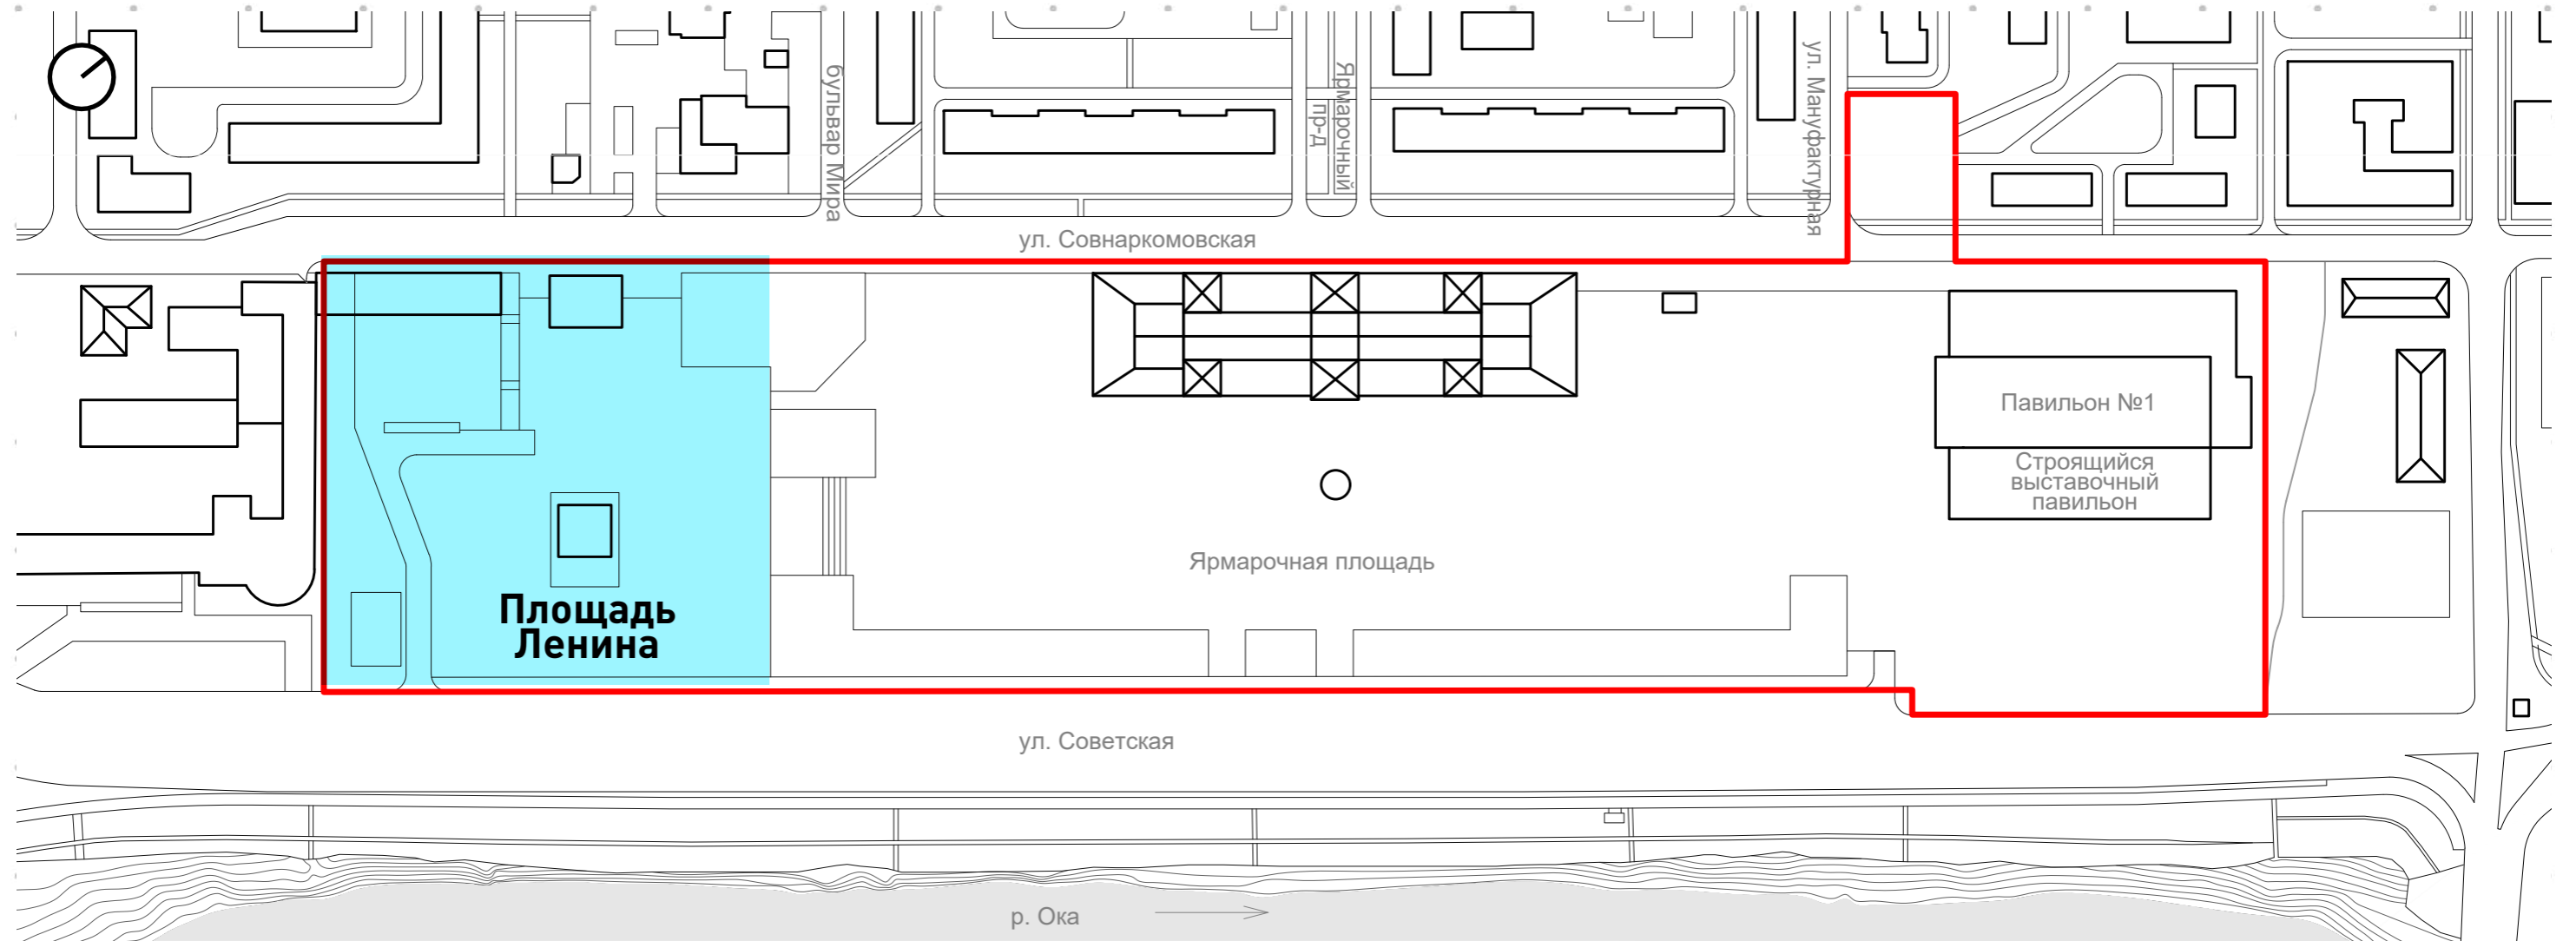 бульвар Мира
Ярмарочный
пр-д
ул. Мануфактурная
ул. Совнаркомовская
Павильон №1
Строящийся
выставочный
павильон
Ярмарочная площадь
Площадь
Ленина
ул. Советская
р. Ока